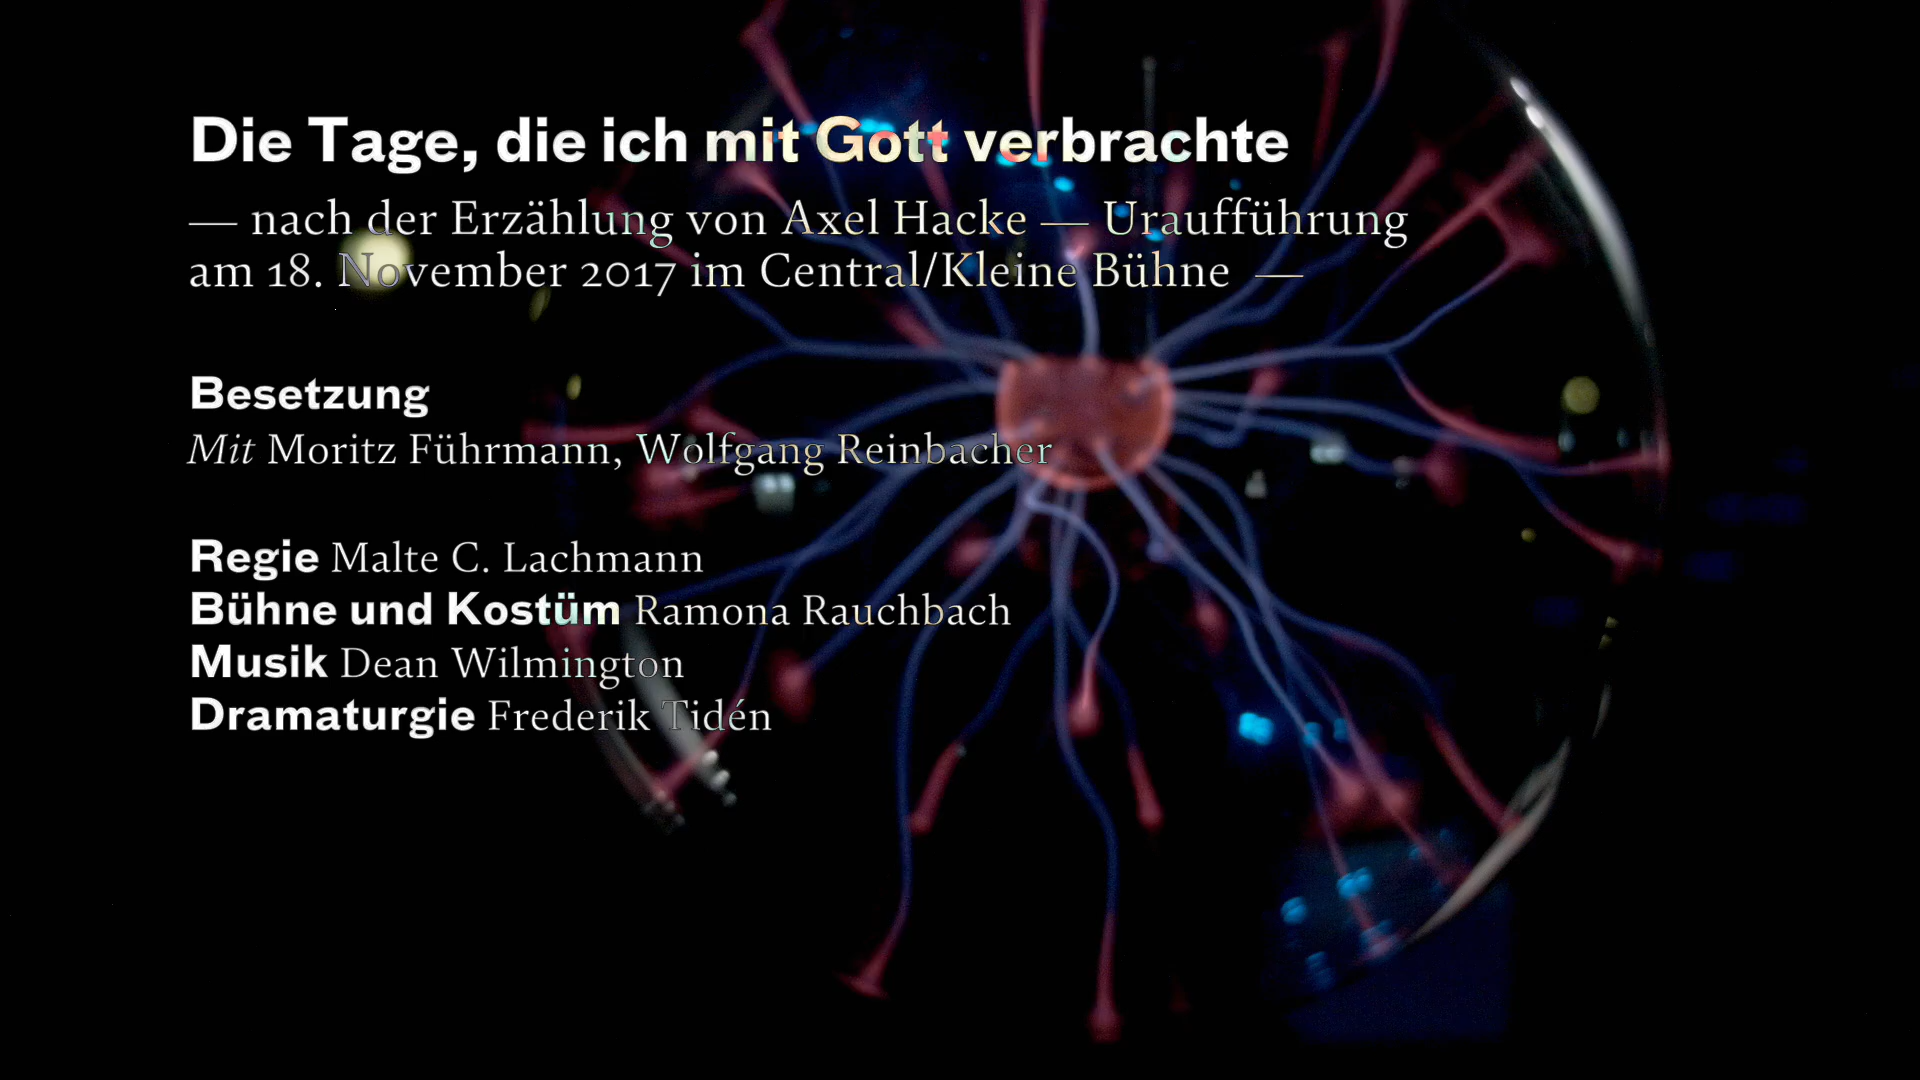 Die Tage, die ich mit Gott verbrachte
— nach der Erzählung von Axel Hacke — Uraufführung
am 18. November 2017 im Central/Kleine Bühne —
Besetzung
Mit Moritz Führmann, Wolfgang Reinbacher
Regie Malte C. Lachmann
Bühne und Kostüm Ramona Rauchbach
Musik Dean Wilmington
Dramaturgie Frederik Tidén